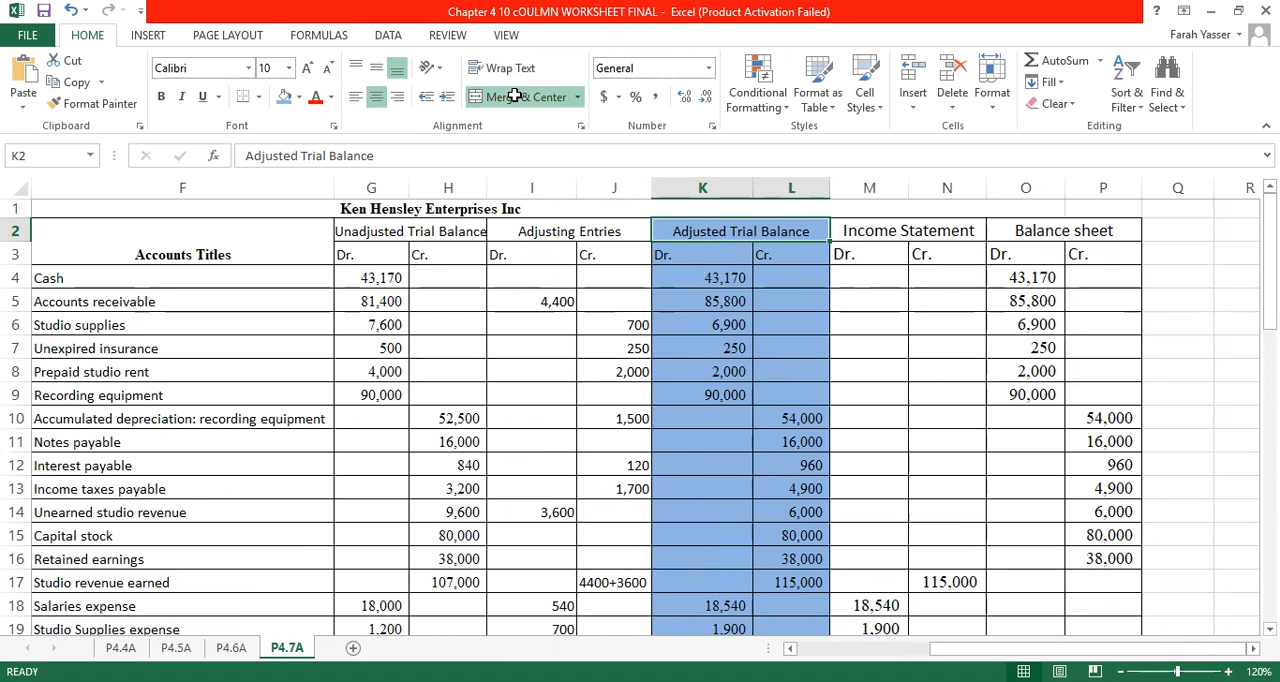 Chapter 4 10 cOULMN WORKSHEET FINAL - Excel (Product Activation Failed)
FILE HOME INSERT PAGE LAYOUT FORMULAS DATA REVIEW VIEW Farah Yasser
Cut
Copy
Format Painter
Paste
Clipboard
Calibri 10
B I U
Font
Wrap Text
Merge & Center
Alignment
General
$ % ,
Number
Conditional Formatting
Format as Table
Cell Styles
Styles
Insert Delete Format
Cells
AutoSum
Fill
Clear
Sort & Filter
Find & Select
Editing
K2 fx Adjusted Trial Balance
F G H I J K L M N O P Q R
1 Ken Hensley Enterprises Inc
2 Unadjusted Trial Balance Adjusting Entries Adjusted Trial Balance Income Statement Balance sheet
3 Accounts Titles Dr. Cr. Dr. Cr. Dr. Cr. Dr. Cr. Dr. Cr.
4 Cash 43,170 43,170 43,170
5 Accounts receivable 81,400 4,400 85,800 85,800
6 Studio supplies 7,600 700 6,900 6,900
7 Unexpired insurance 500 250 250 250
8 Prepaid studio rent 4,000 2,000 2,000 2,000
9 Recording equipment 90,000 90,000 90,000
10 Accumulated depreciation: recording equipment 52,500 1,500 54,000 54,000
11 Notes payable 16,000 16,000 16,000
12 Interest payable 840 120 960 960
13 Income taxes payable 3,200 1,700 4,900 4,900
14 Unearned studio revenue 9,600 3,600 6,000 6,000
15 Capital stock 80,000 80,000 80,000
16 Retained earnings 38,000 38,000 38,000
17 Studio revenue earned 107,000 4400+3600 115,000 115,000
18 Salaries expense 18,000 540 18,540 18,540
19 Studio Supplies expense 1,200 700 1,900 1,900
P4.4A P4.5A P4.6A P4.7A
READY 120%